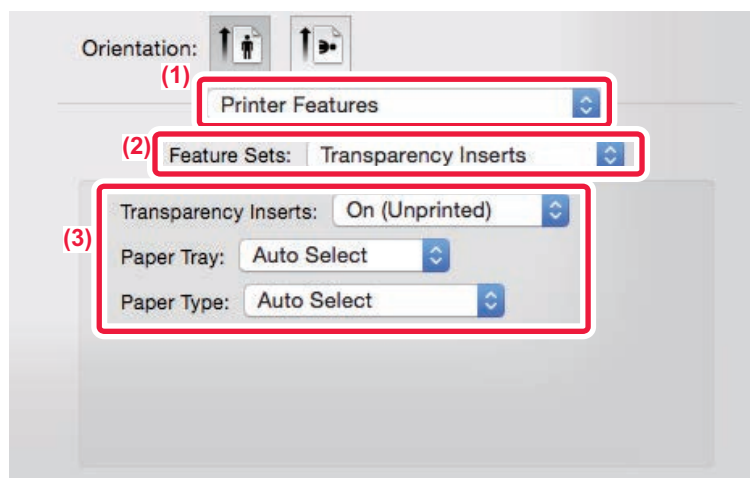 Orientation:
(1)
Printer Features
(2)
Feature Sets: Transparency Inserts
(3)
Transparency Inserts: On (Unprinted)
Paper Tray: Auto Select
Paper Type: Auto Select